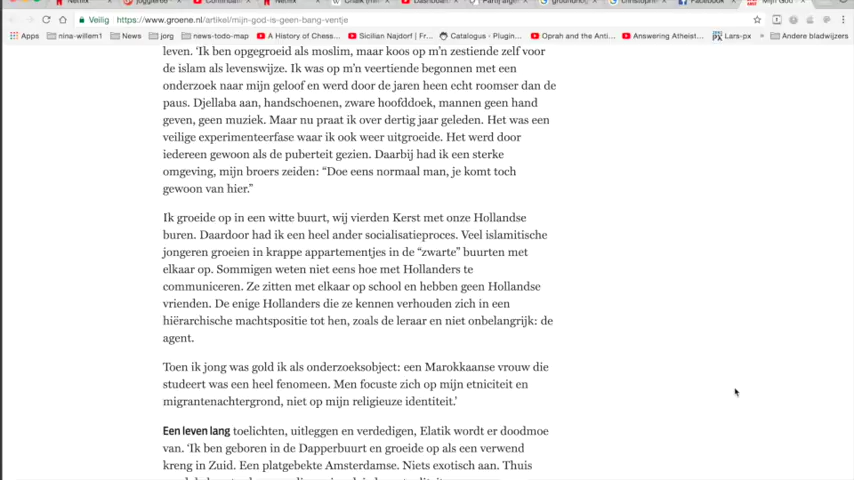 Netflix
Continuan
Netflix
Dashboard
Facebook
Mijn God
Veilig https://www.groene.nl/artikel/mijn-god-is-geen-bang-ventje
Apps nina-willem1 News jorg news-todo-map A History of Check Sicilian Najdorf | Fr Catalogus - Plugin... Oprah and the Anti... Answering Atheist... Lars-px » Andere bladwijzers
leven. ‘Ik ben opgegroeid als moslim, maar koos op m’n zestiende zelf voor
de islam als levenswijze. Ik was op m’n veertiende begonnen met een
onderzoek naar mijn geloof en werd door de jaren heen echt roomser dan de
paus. Djellaba aan, handschoenen, zware hoofddoek, mannen geen hand
geven, geen muziek. Maar nu praat ik over dertig jaar geleden. Het was een
veilige experimenteerfase waar ik ook weer uitgroeide. Het werd door
iedereen gewoon als de puberteit gezien. Daarbij had ik een sterke
omgeving, mijn broers zeiden: “Doe eens normaal man, je komt toch
gewoon van hier.”
Ik groeide op in een witte buurt, wij vierden Kerst met onze Hollandse
buren. Daardoor had ik een heel ander socialisatieproces. Veel islamitische
jongeren groeien in krappe appartementjes in de “zwarte” buurten met
elkaar op. Sommigen weten niet eens hoe met Hollanders te
communiceren. Ze zitten met elkaar op school en hebben geen Hollandse
vrienden. De enige Hollanders die ze kennen verhouden zich in een
hiërarchische machtspositie tot hen, zoals de leraar en niet onbelangrijk: de
agent.
Toen ik jong was gold ik als onderzoeksobject: een Marokkaanse vrouw die
studeert was een heel fenomeen. Men focuste zich op mijn etniciteit en
migrantenachtergrond, niet op mijn religieuze identiteit.’
Een leven lang toelichten, uitleggen en verdedigen, Elatik wordt er doodmoe
van. ‘Ik ben geboren in de Dapperbuurt en groeide op als een verwend
kreng in Zuid. Een platgebekte Amsterdamse. Niets exotisch aan. Thuis